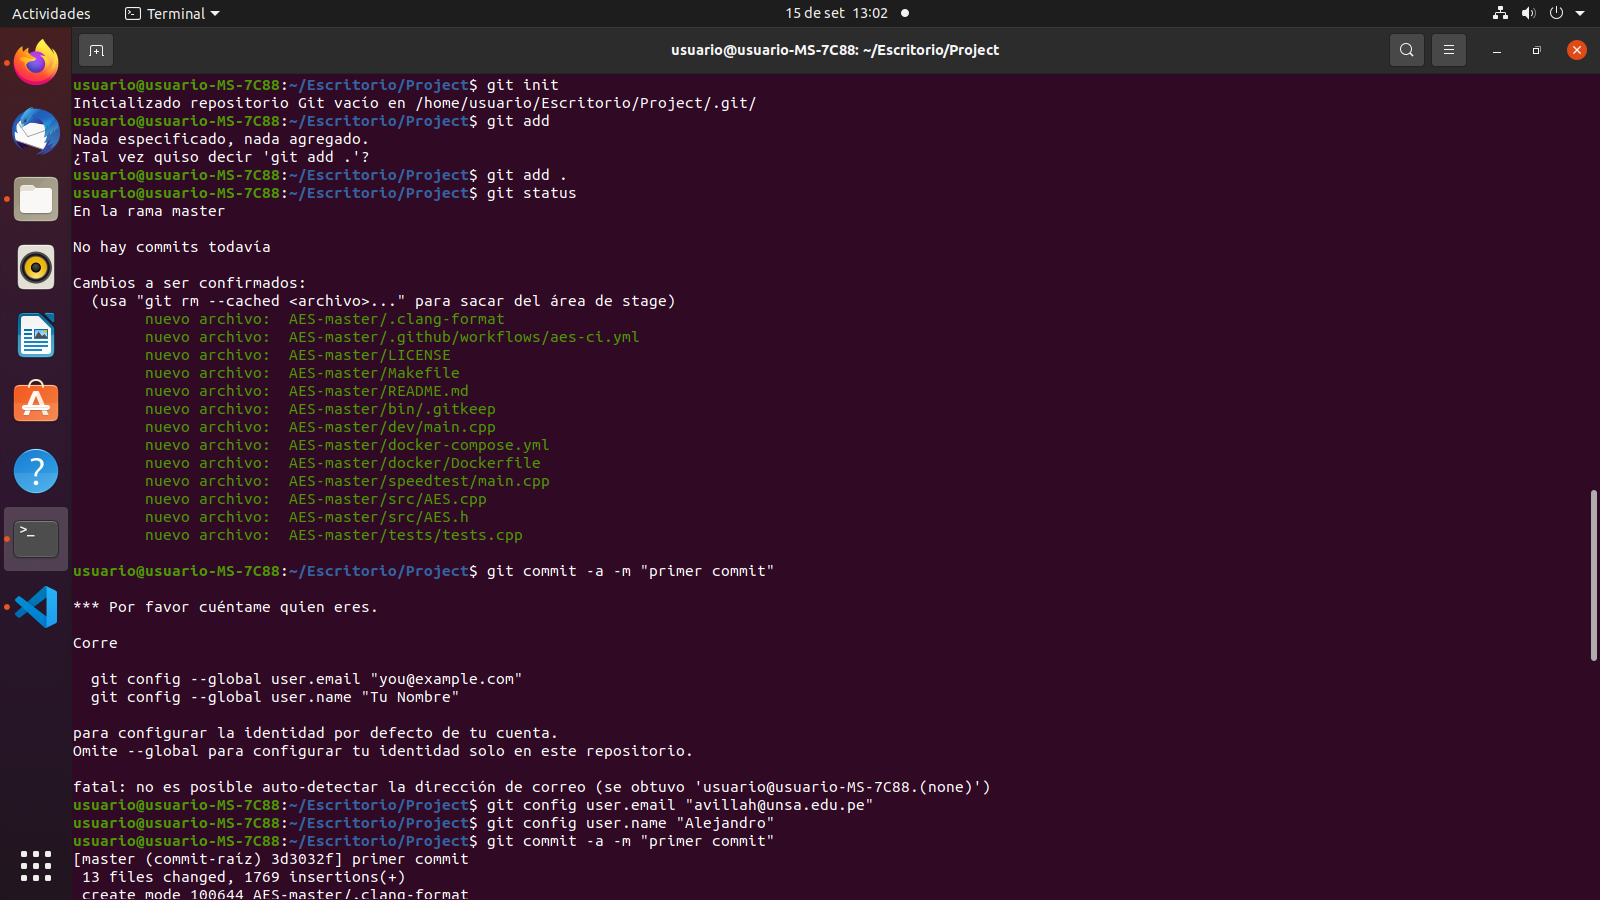 Actividades
Terminal
15 de set 13:02
usuario@usuario-MS-7C88: ~/Escritorio/Project
usuario@usuario-MS-7C88:~/Escritorio/Project$ git init
Inicializado repositorio Git vacío en /home/usuario/Escritorio/Project/.git/
usuario@usuario-MS-7C88:~/Escritorio/Project$ git add
Nada especificado, nada agregado.
¿Tal vez quiso decir 'git add .'?
usuario@usuario-MS-7C88:~/Escritorio/Project$ git add .
usuario@usuario-MS-7C88:~/Escritorio/Project$ git status
En la rama master
No hay commits todavía
Cambios a ser confirmados:
(usa "git rm --cached <archivo>..." para sacar del área de stage)
nuevo archivo: AES-master/.clang-format
nuevo archivo: AES-master/.github/workflows/aes-ci.yml
nuevo archivo: AES-master/LICENSE
nuevo archivo: AES-master/Makefile
nuevo archivo: AES-master/README.md
nuevo archivo: AES-master/bin/.gitkeep
nuevo archivo: AES-master/dev/main.cpp
nuevo archivo: AES-master/docker-compose.yml
nuevo archivo: AES-master/docker/Dockerfile
nuevo archivo: AES-master/speedtest/main.cpp
nuevo archivo: AES-master/src/AES.cpp
nuevo archivo: AES-master/src/AES.h
nuevo archivo: AES-master/tests/tests.cpp
usuario@usuario-MS-7C88:~/Escritorio/Project$ git commit -a -m "primer commit"
*** Por favor cuéntame quien eres.
Corre
git config --global user.email "you@example.com"
git config --global user.name "Tu Nombre"
para configurar la identidad por defecto de tu cuenta.
Omite --global para configurar tu identidad solo en este repositorio.
fatal: no es posible auto-detectar la dirección de correo (se obtuvo 'usuario@usuario-MS-7C88.(none)')
usuario@usuario-MS-7C88:~/Escritorio/Project$ git config user.email "avillah@unsa.edu.pe"
usuario@usuario-MS-7C88:~/Escritorio/Project$ git config user.name "Alejandro"
usuario@usuario-MS-7C88:~/Escritorio/Project$ git commit -a -m "primer commit"
[master (commit-raíz) 3d3032f] primer commit
13 files changed, 1769 insertions(+)
create mode 100644 AES-master/.clang-format